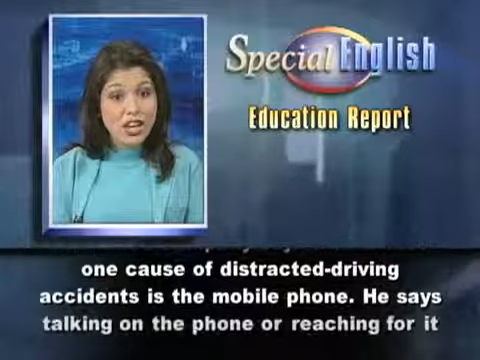 Special English
Education Report
one cause of distracted-driving
accidents is the mobile phone. He says
talking on the phone or reaching for it